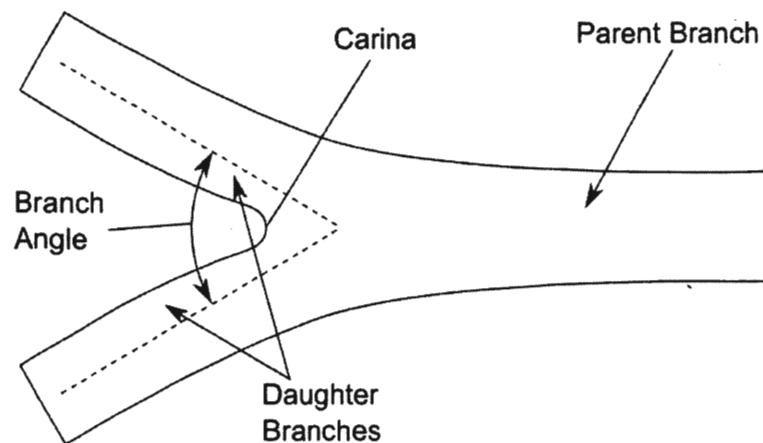 Carina
Parent Branch
Branch
Angle
Daughter
Branches